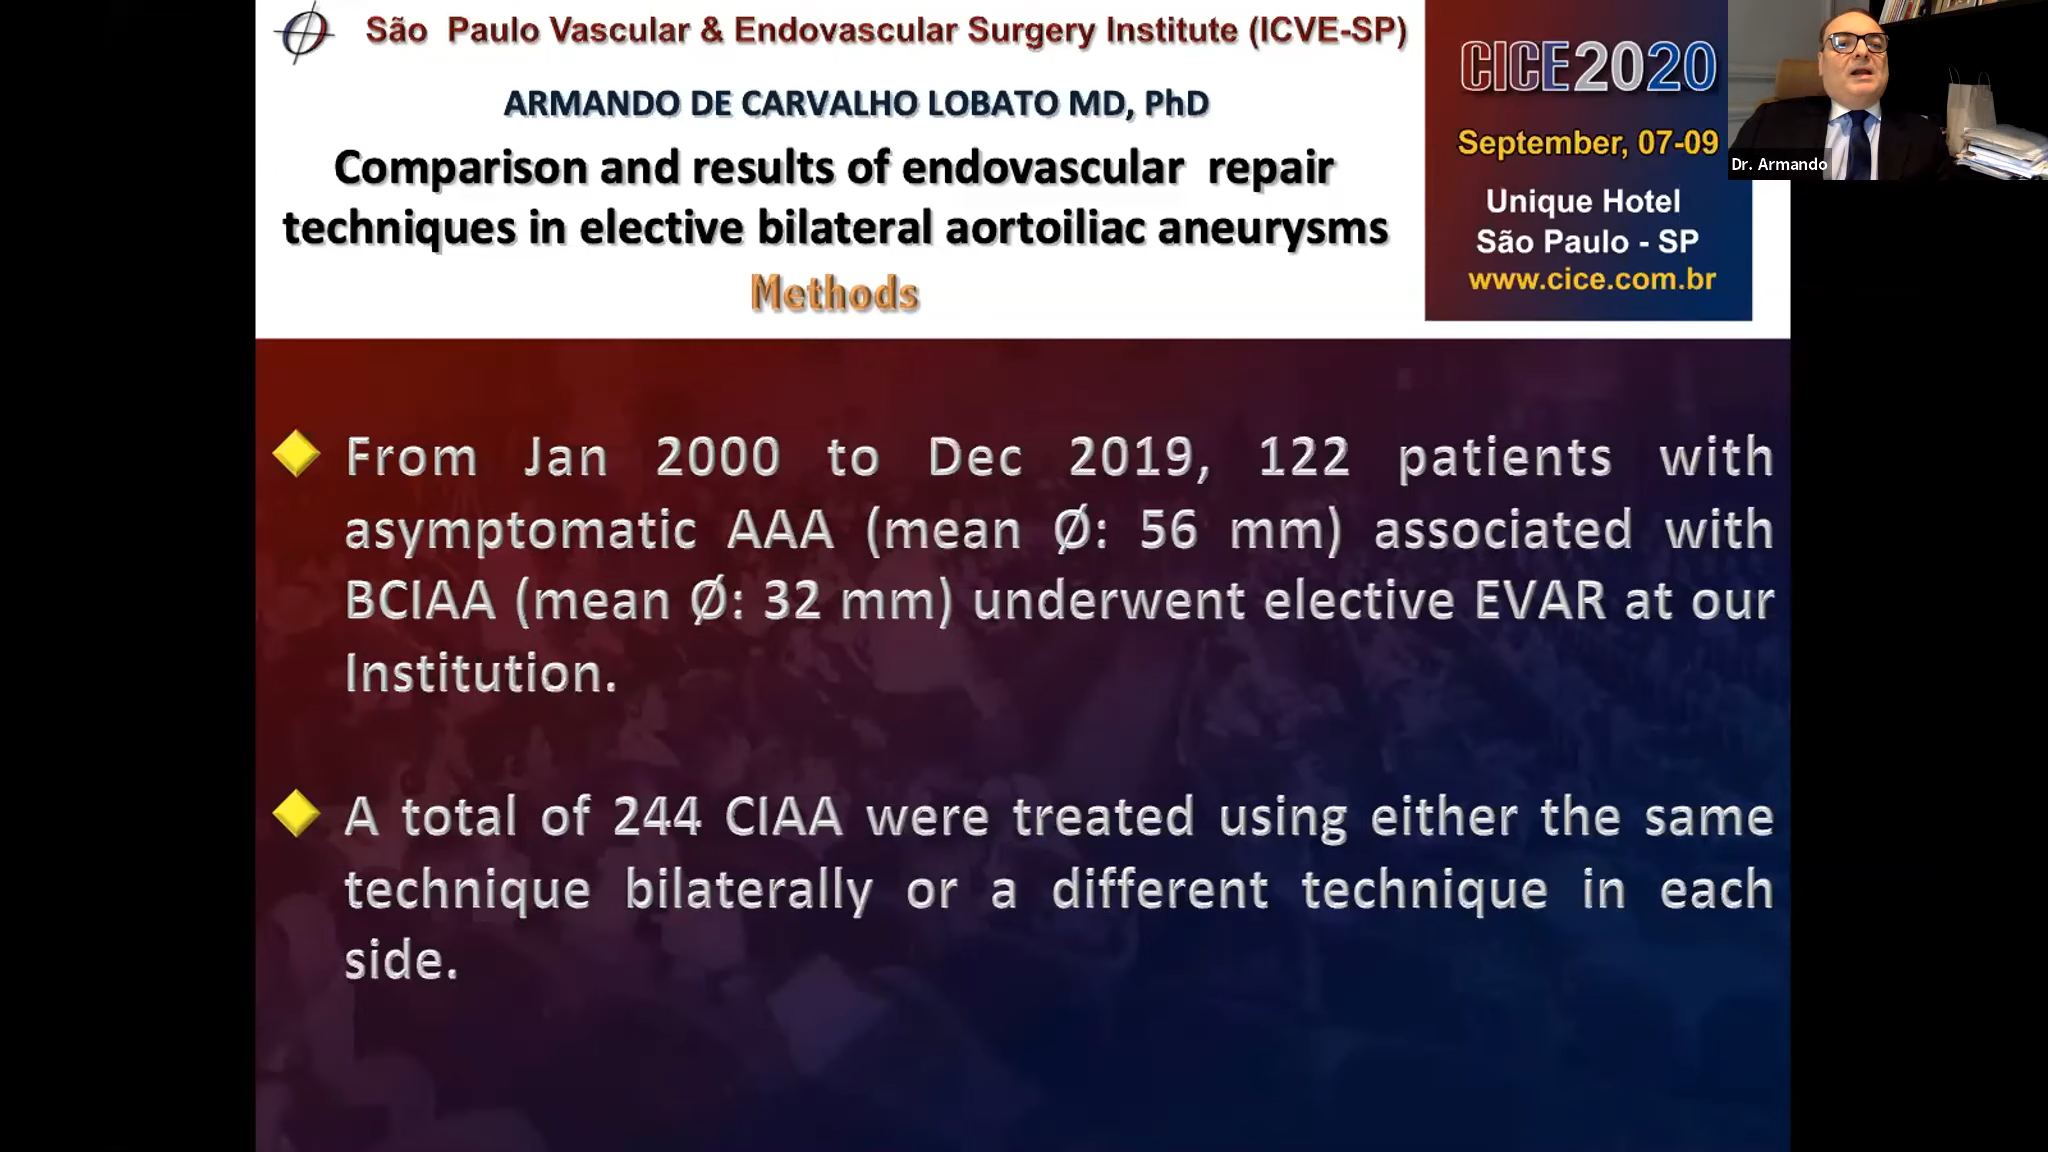 São Paulo Vascular & Endovascular Surgery Institute (ICVE-SP)
ARMANDO DE CARVALHO LOBATO MD, PhD
Comparison and results of endovascular repair
techniques in elective bilateral aortoiliac aneurysms
Methods
CICE2020
September, 07-09
Unique Hotel
São Paulo - SP
www.cice.com.br
Dr. Armando
From Jan 2000 to Dec 2019, 122 patients with
asymptomatic AAA (mean Ø: 56 mm) associated with
BCIAA (mean Ø: 32 mm) underwent elective EVAR at our
Institution.
A total of 244 CIAA were treated using either the same
technique bilaterally or a different technique in each
side.